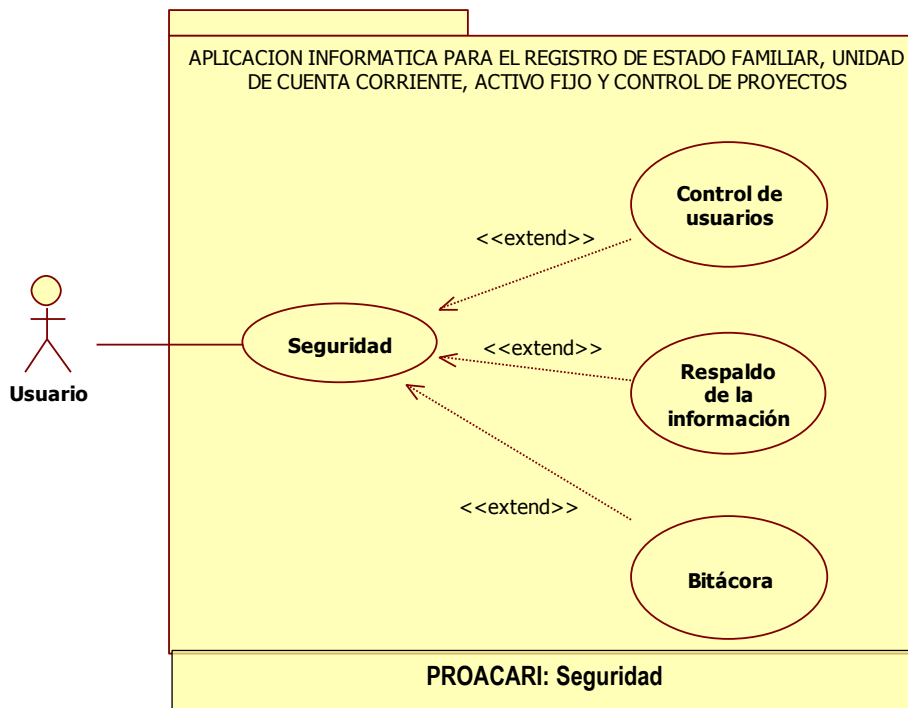 APLICACION INFORMATICA PARA EL REGISTRO DE ESTADO FAMILIAR, UNIDAD
DE CUENTA CORRIENTE, ACTIVO FIJO Y CONTROL DE PROYECTOS
Control de
usuarios
<<extend>>
Seguridad
<<extend>>
Respaldo
de la
información
Usuario
<<extend>>
Bitácora
PROACARI: Seguridad